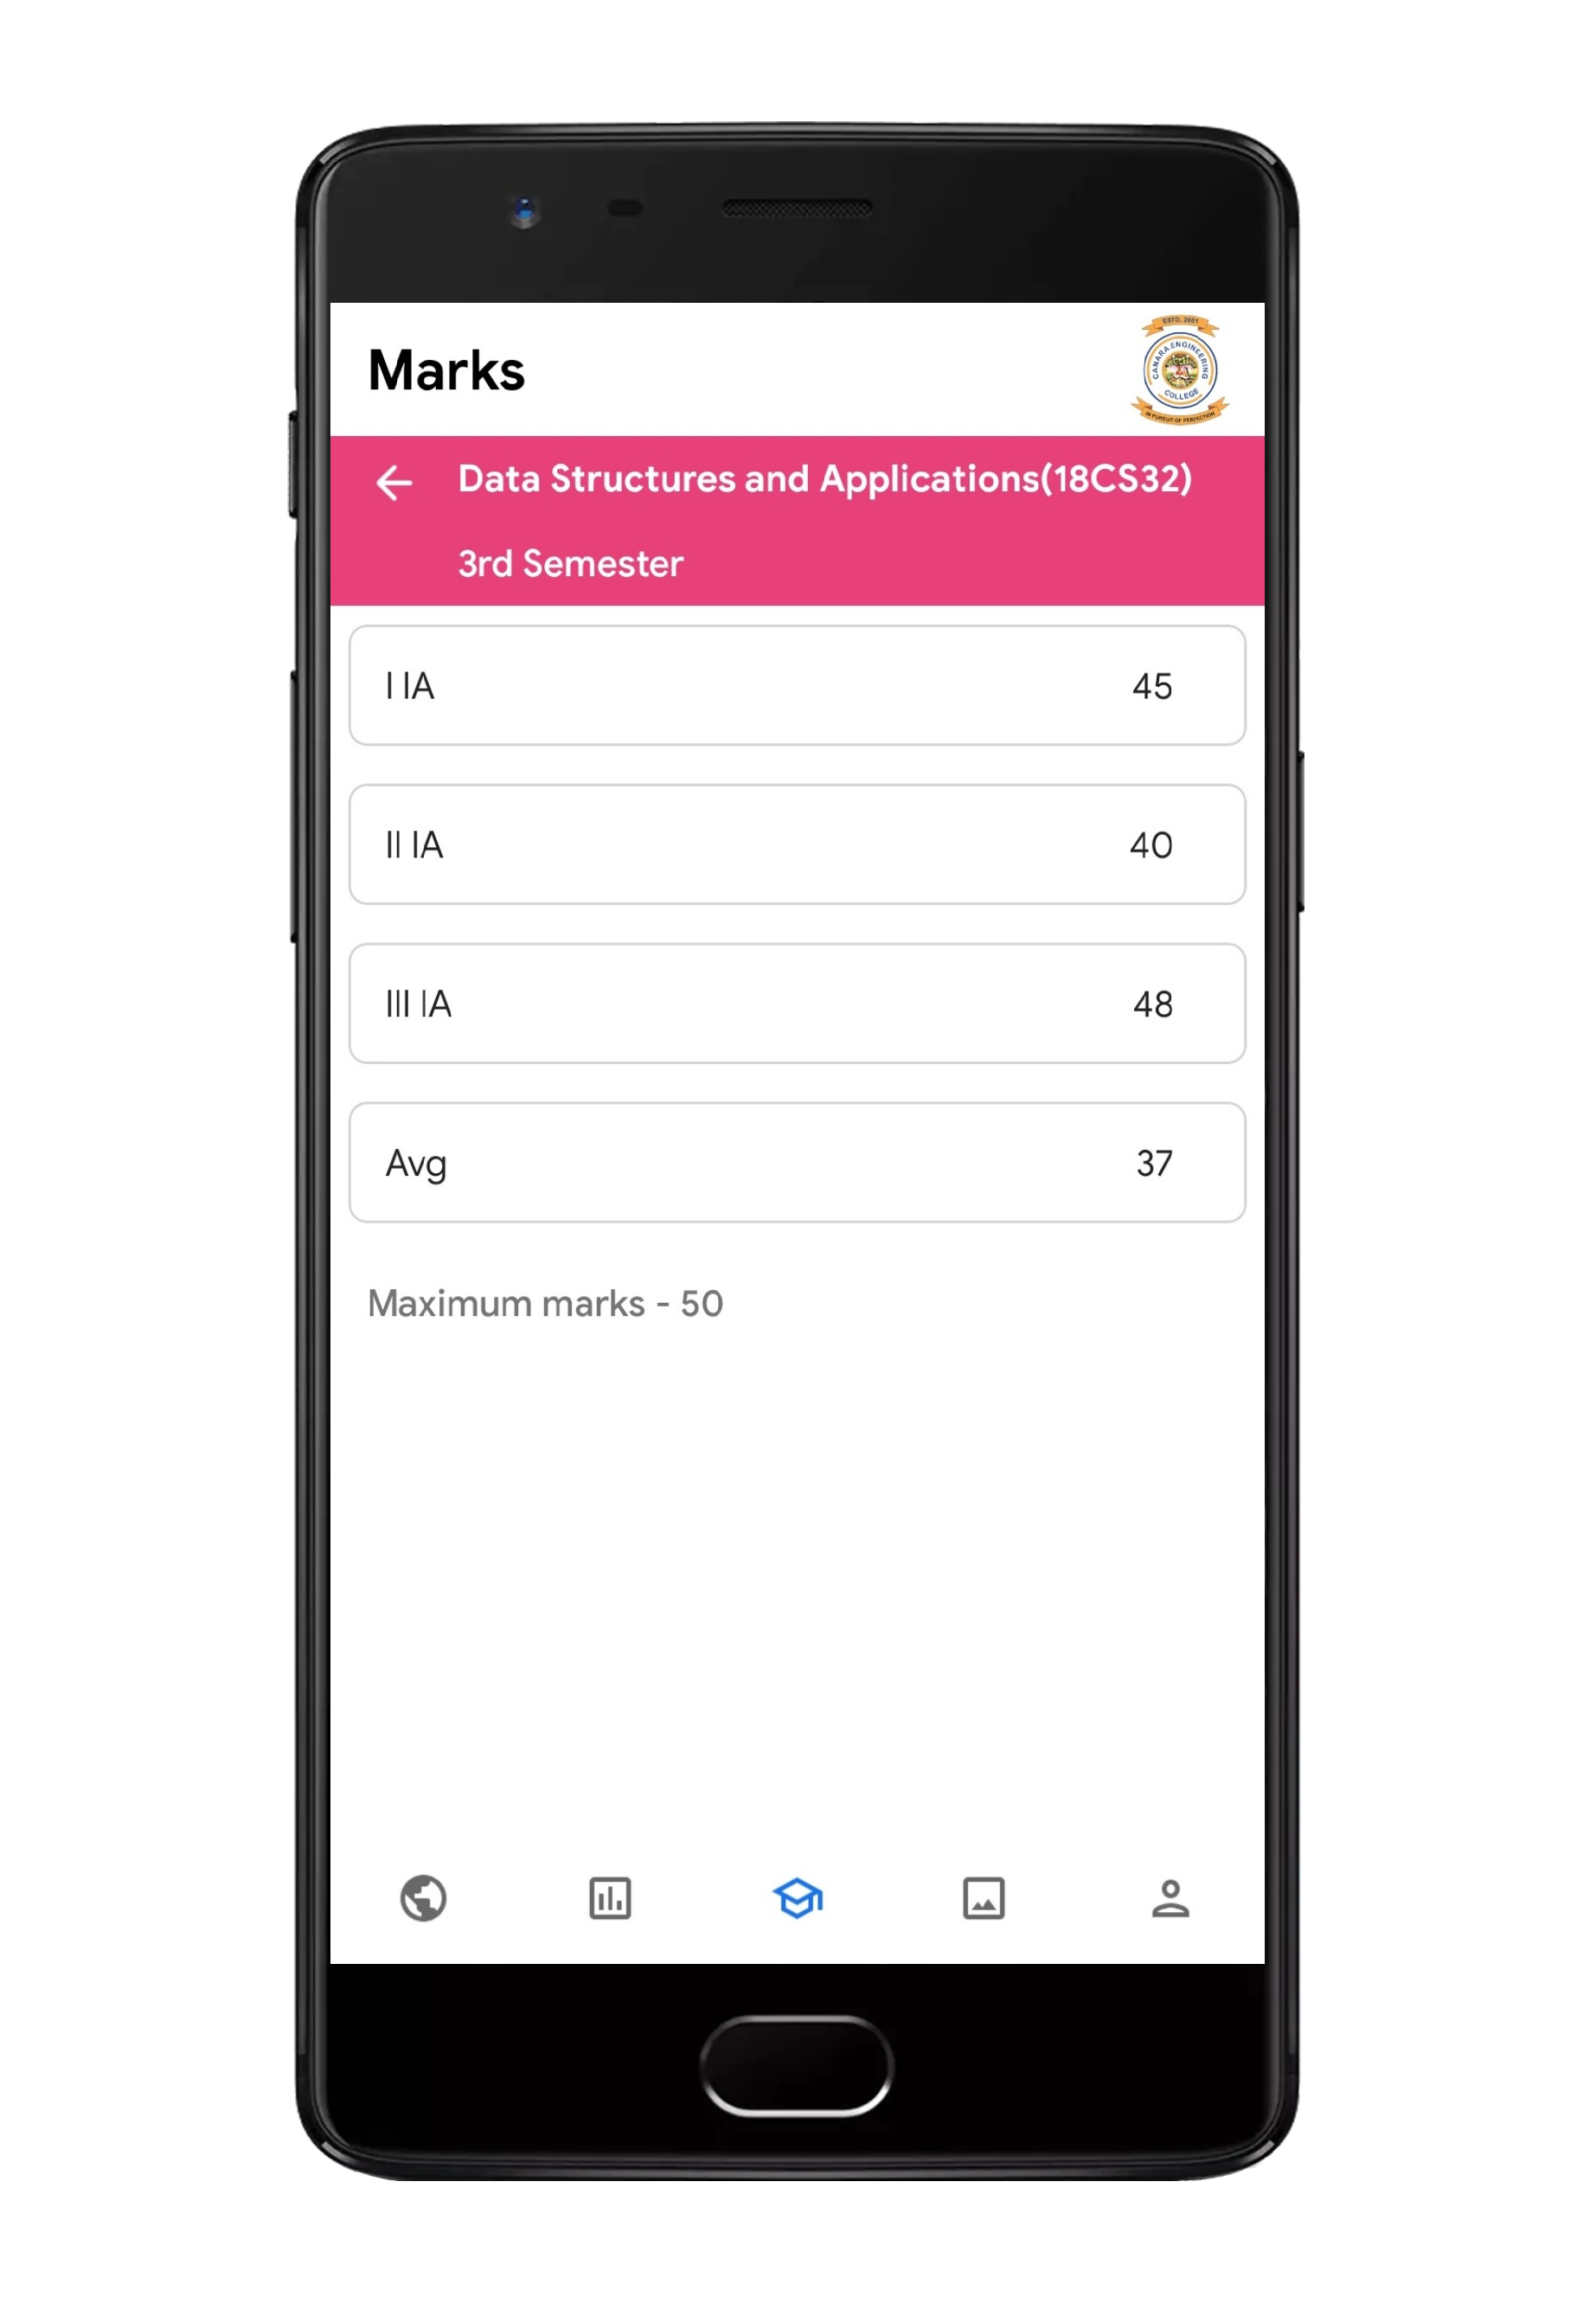 Marks
ESTD. 2001
CANARA ENGINEERING
COLLEGE
IN PURSUIT OF PERFECTION
Data Structures and Applications(18CS32)
3rd Semester
I IA 45
II IA 40
III IA 48
Avg 37
Maximum marks - 50